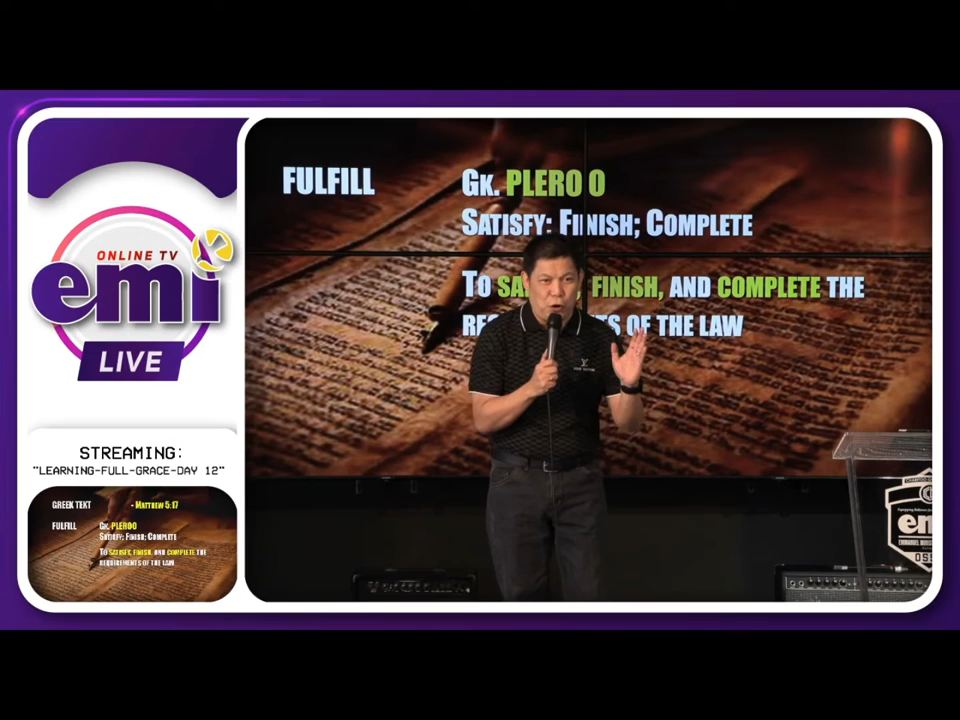 ONLINE TV
emi
LIVE
STREAMING:
"LEARNING-FULL-GRACE-DAY 12"
GREEK TEXT - MATTHEW 5:17
FULFILL GK. PLEROO
SATISFY; FINISH; COMPLETE
TO SATISFY, FINISH, AND COMPLETE THE
REQUIREMENTS OF THE LAW
FULFILL GK. PLERO O
SATISFY; FINISH; COMPLETE
TO FINISH, AND COMPLETE THE
OF THE LAW